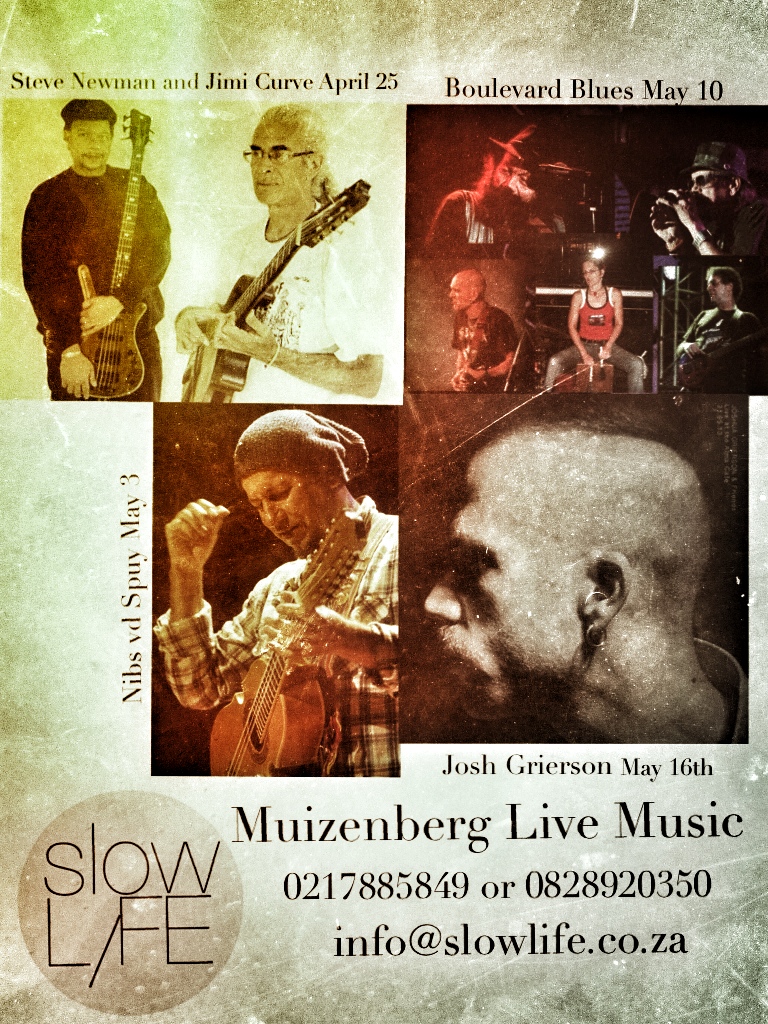 Steve Newman and Jimi Curve April 25
Boulevard Blues May 10
Nibs vd Spuy May 3
Josh Grierson May 16th
Muizenberg Live Music
0217885849 or 0828920350
info@slowlife.co.za
slow
LIFE